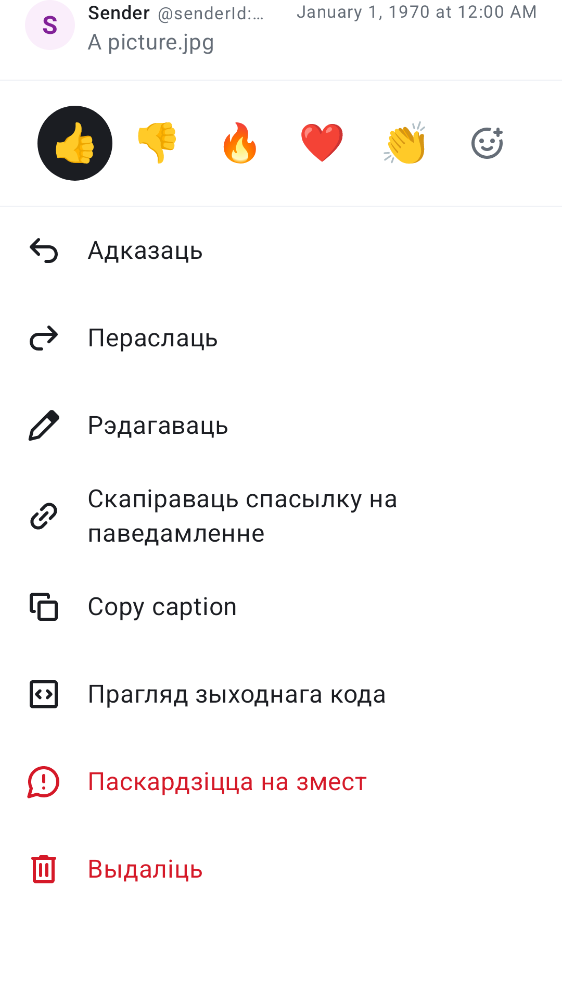 S
Sender @senderId:… January 1, 1970 at 12:00 AM
A picture.jpg
Адказаць
Пераслаць
Рэдагаваць
Скапіраваць спасылку на
паведамленне
Copy caption
Прагляд зыходнага кода
Паскардзіцца на змест
Выдаліць